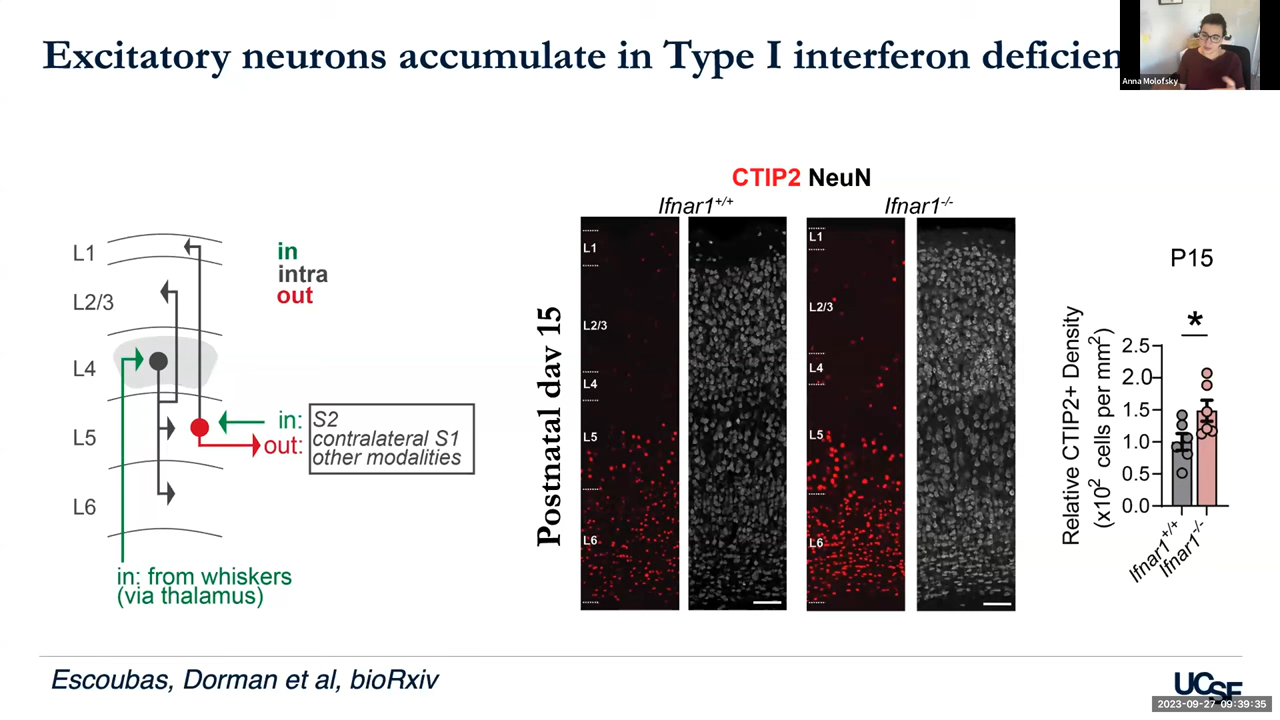 Excitatory neurons accumulate in Type I interferon deficien
Anna Molofsky
CTIP2 NeuN
Ifnar1+/+
Ifnar1-/-
L1
L2/3
L4
L5
L6
in
intra
out
in:
out:
S2
contralateral S1
other modalities
in: from whiskers
(via thalamus)
Postnatal day 15
L1
L2/3
L4
L5
L6
L1
L2/3
L4
L5
L6
P15
*
Relative CTIP2+ Density
(x10² cells per mm²)
2.5
2.0
1.5
1.0
0.5
0.0
Ifnar1+/+
Ifnar1-/-
Escoubas, Dorman et al, bioRxiv
UCSF
2023-09-27 09:39:35